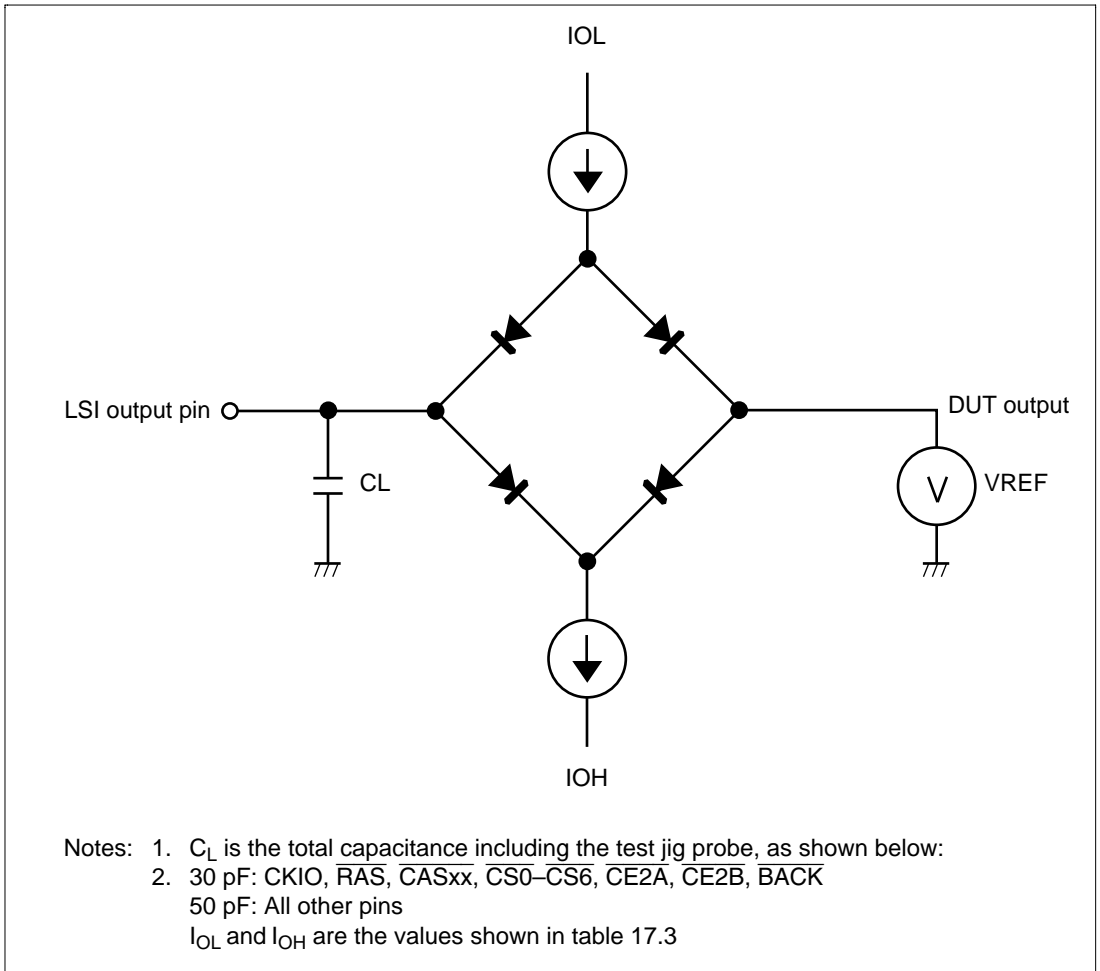 IOL
LSI output pin
DUT output
CL
V
VREF
IOH
Notes: 1. CL is the total capacitance including the test jig probe, as shown below:
2. 30 pF: CKIO, RAS, CASxx, CS0–CS6, CE2A, CE2B, BACK
50 pF: All other pins
IOL and IOH are the values shown in table 17.3